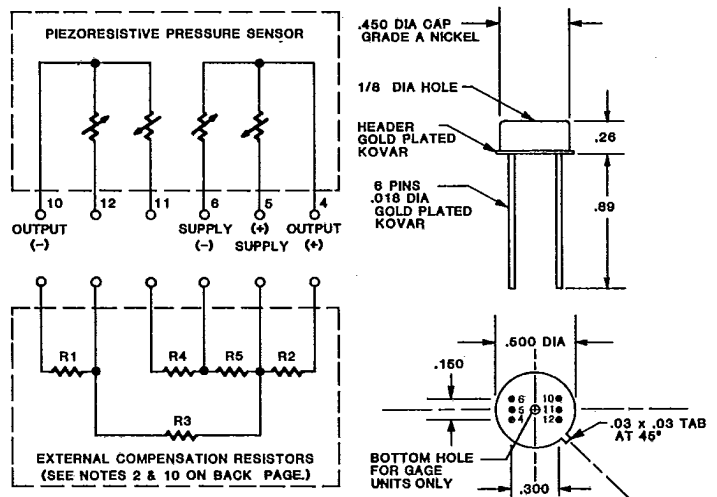 PIEZORESISTIVE PRESSURE SENSOR
10
12
11
6
5
4
OUTPUT
(-)
SUPPLY
(-)
(+)
SUPPLY
OUTPUT
(+)
R1
R4
R5
R2
R3
EXTERNAL COMPENSATION RESISTORS
(SEE NOTES 2 & 10 ON BACK PAGE.)
.450 DIA CAP
GRADE A NICKEL
1/8 DIA HOLE
HEADER
GOLD PLATED
KOVAR
.26
6 PINS
.018 DIA
GOLD PLATED
KOVAR
.89
.500 DIA
.150
6 10
5 11
4 12
.03 x .03 TAB
AT 45°
BOTTOM HOLE
FOR GAGE
UNITS ONLY
.300